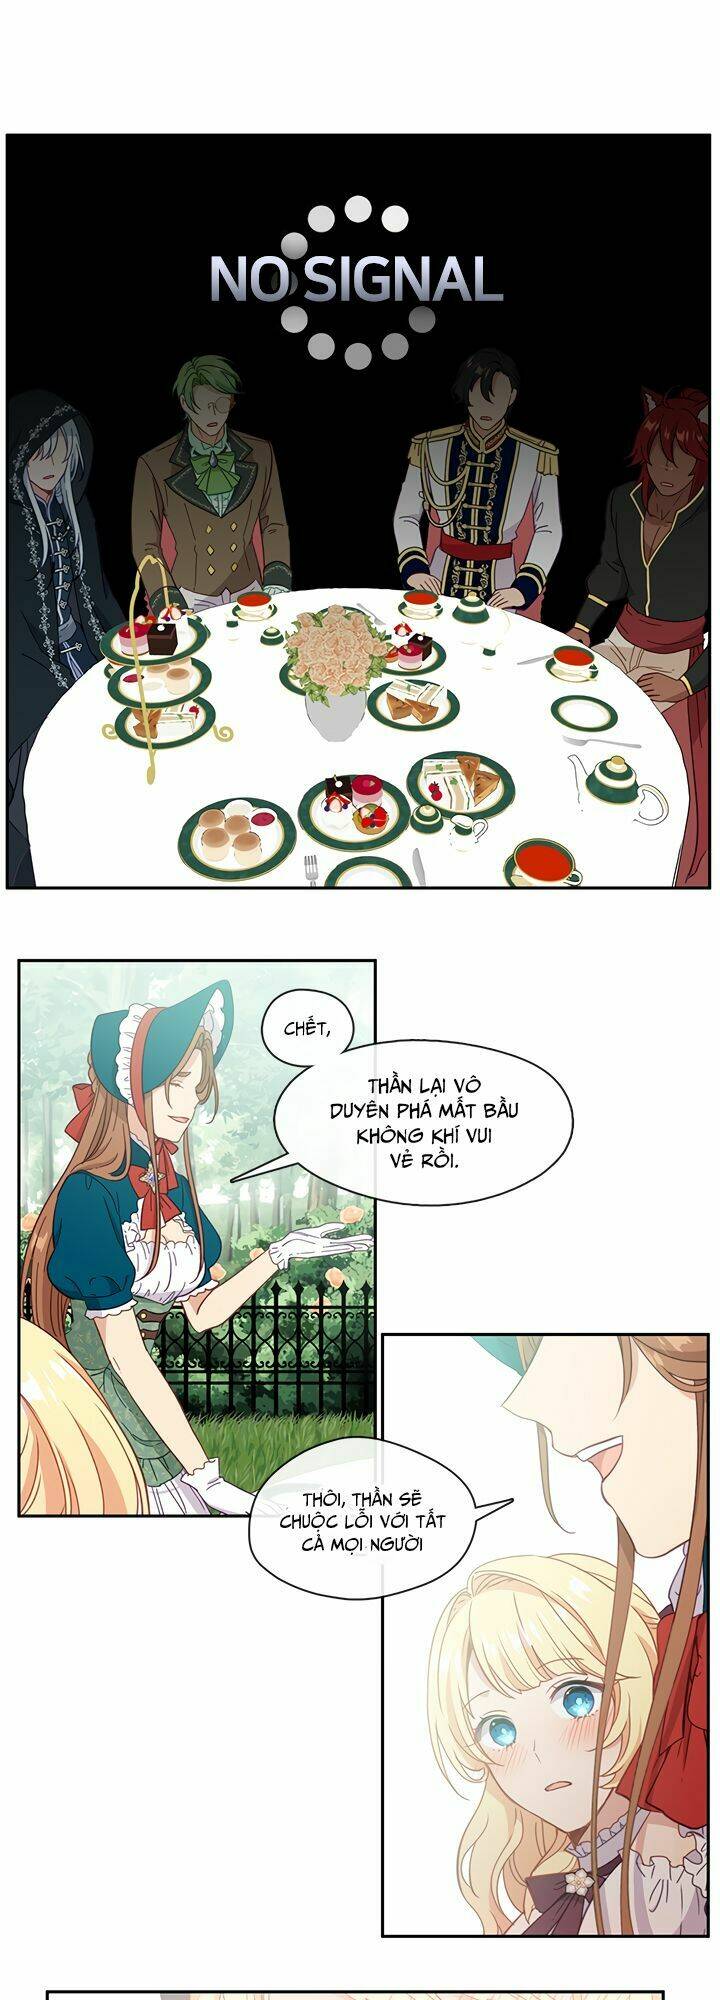 NO SIGNAL
CHẾT,
THẦN LẠI VÔ
DUYÊN PHÁ MẤT BẦU
KHÔNG KHÍ VUI
VẺ RỒI.
THÔI, THẦN SẼ
CHUỘC LỖI VỚI TẤT
CẢ MỌI NGƯỜI